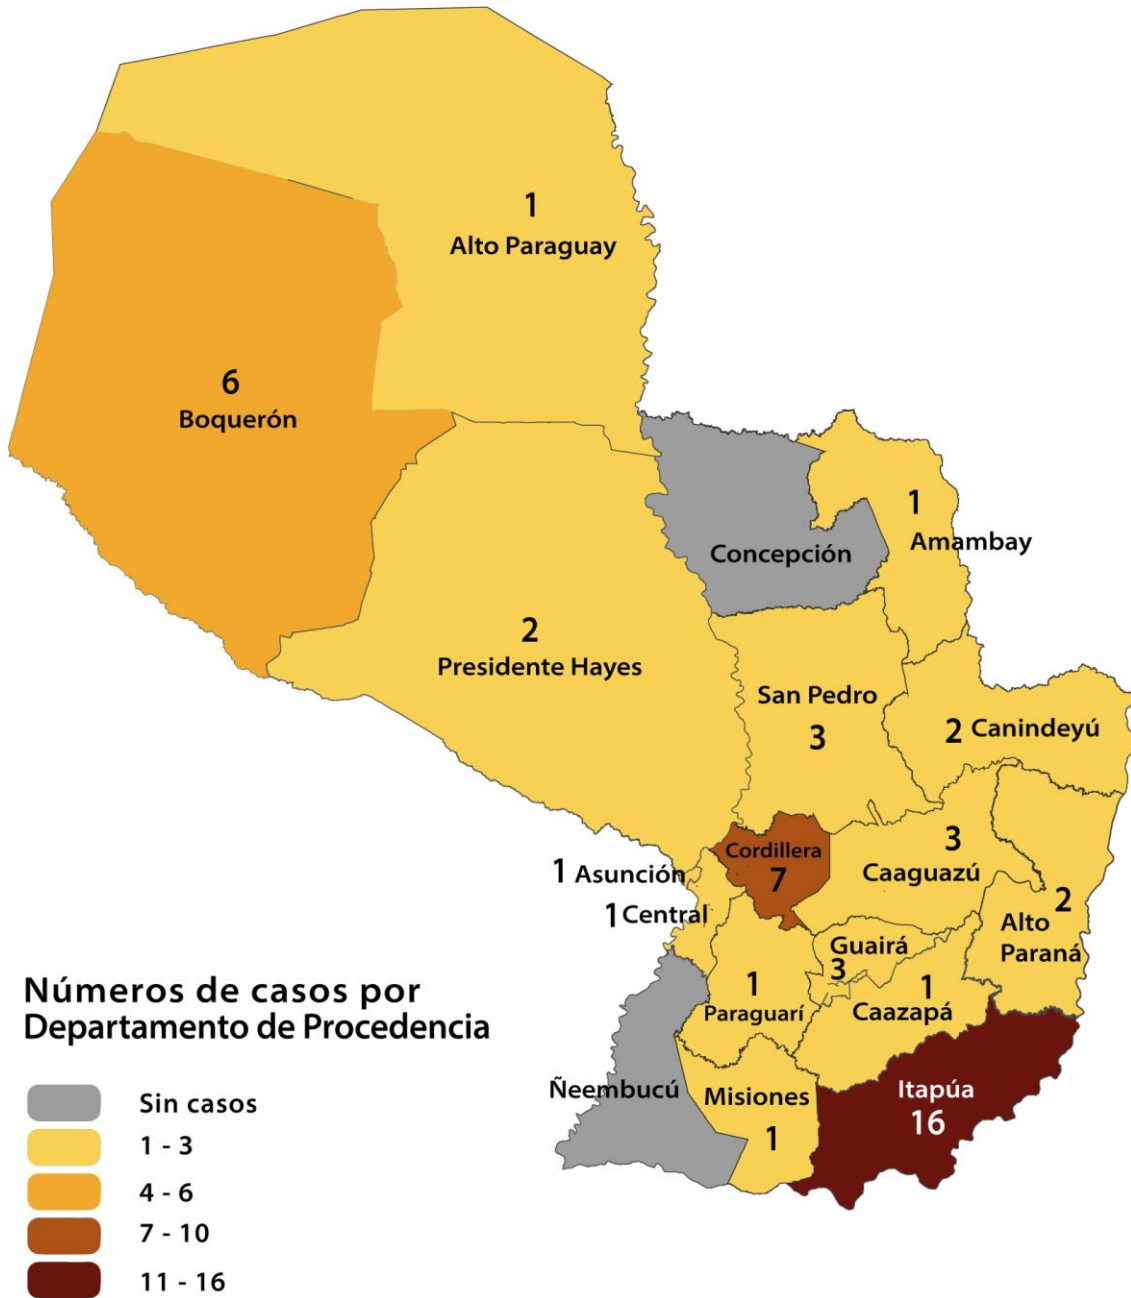 1
Alto Paraguay
6
Boquerón
1
Amambay
Concepción
2
Presidente Hayes
San Pedro
3
2 Canindeyú
Cordillera
7
3
Caaguazú
1 Asunción
1 Central
2
Alto
Paraná
Guairá
3
1
Paraguarí
1
Caazapá
Ñeembucú
Misiones
1
Itapúa
16
Números de casos por
Departamento de Procedencia
Sin casos
1 - 3
4 - 6
7 - 10
11 - 16